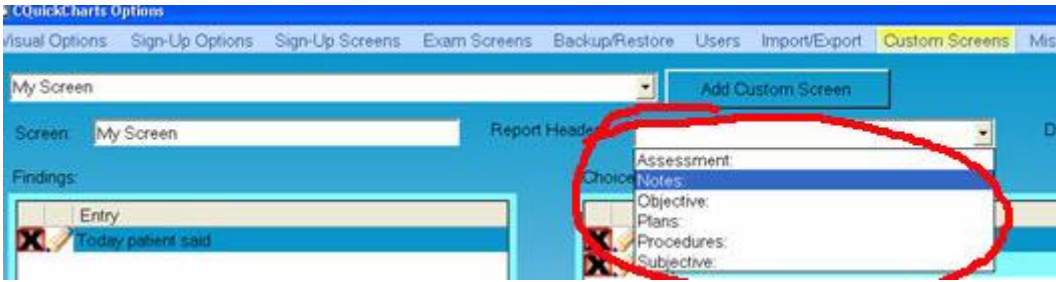 CQuickCharts Options
Visual Options Sign-Up Options Sign-Up Screens Exam Screens Backup/Restore Users Import/Export Custom Screens Mis
My Screen Add Custom Screen
Screen: My Screen Report Header: D
Findings: Choice
Assessment:
Notes:
Objective:
Plans:
Procedures:
Subjective:
Entry
Today patient said